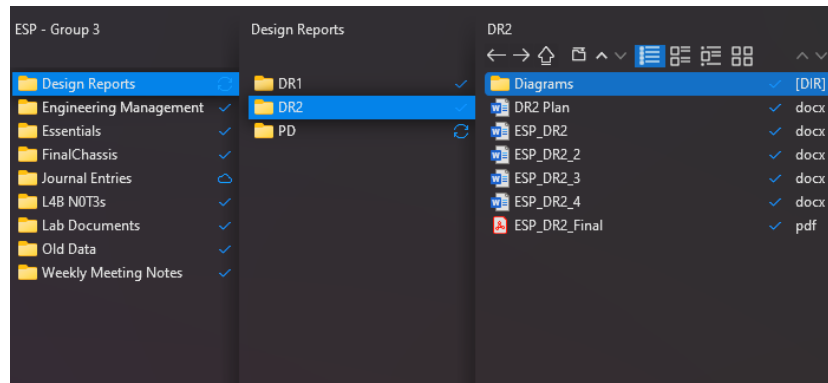 ESP - Group 3
Design Reports
Engineering Management
Essentials
FinalChassis
Journal Entries
L4B N0T3s
Lab Documents
Old Data
Weekly Meeting Notes
Design Reports
DR1
DR2
PD
DR2
Diagrams [DIR]
DR2 Plan docx
ESP_DR2 docx
ESP_DR2_2 docx
ESP_DR2_3 docx
ESP_DR2_4 docx
ESP_DR2_Final pdf